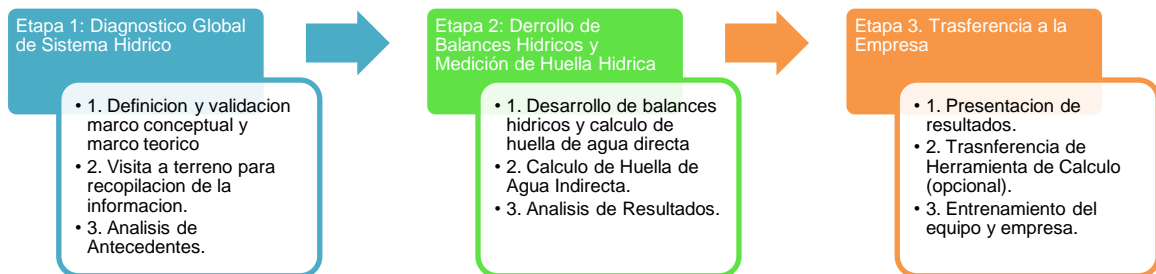 Etapa 1: Diagnostico Global
de Sistema Hidrico
• 1. Definicion y validacion
marco conceptual y
marco teorico
• 2. Visita a terreno para
recopilacion de la
informacion.
• 3. Analisis de
Antecedentes.
Etapa 2: Derrollo de
Balances Hidricos y
Medición de Huella Hidrica
• 1. Desarrollo de balances
hidricos y calculo de
huella de agua directa
• 2. Calculo de Huella de
Agua Indirecta.
• 3. Analisis de Resultados.
Etapa 3. Trasferencia a la
Empresa
• 1. Presentacion de
resultados.
• 2. Trasnferencia de
Herramienta de Calculo
(opcional).
• 3. Entrenamiento del
equipo y empresa.